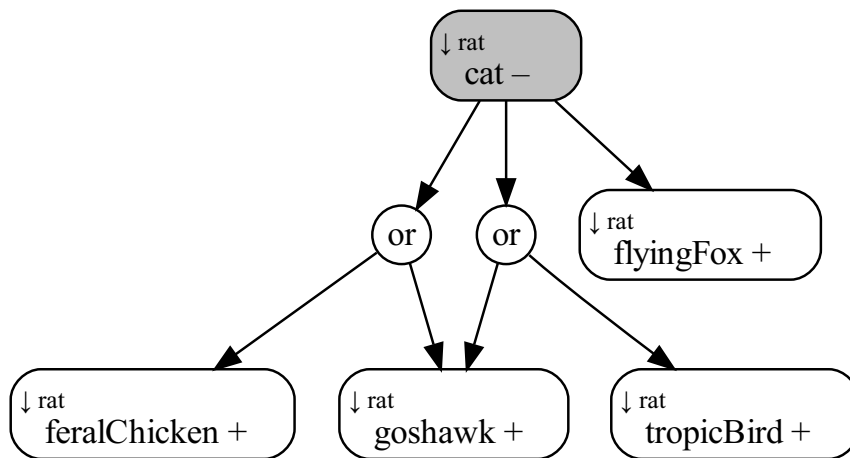 ↓ rat
cat –
or
or
↓ rat
flyingFox +
↓ rat
feralChicken +
↓ rat
goshawk +
↓ rat
tropicBird +